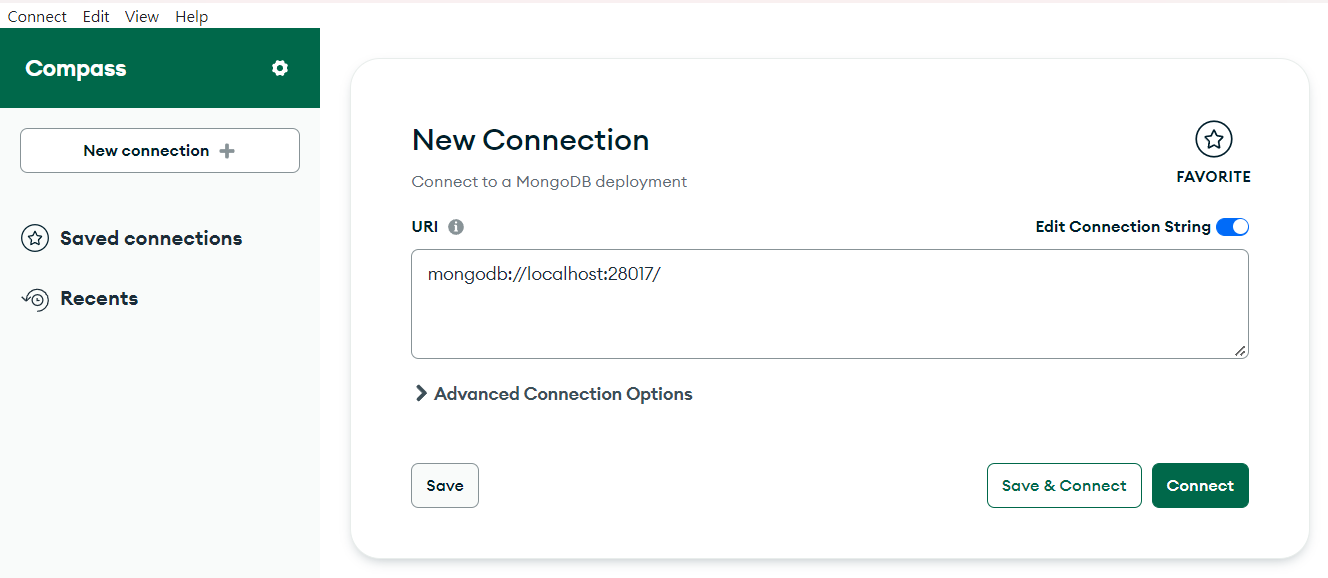 Connect Edit View Help
Compass
New connection
Saved connections
Recents
New Connection
Connect to a MongoDB deployment
FAVORITE
URI
Edit Connection String
mongodb://localhost:28017/
Advanced Connection Options
Save
Save & Connect
Connect